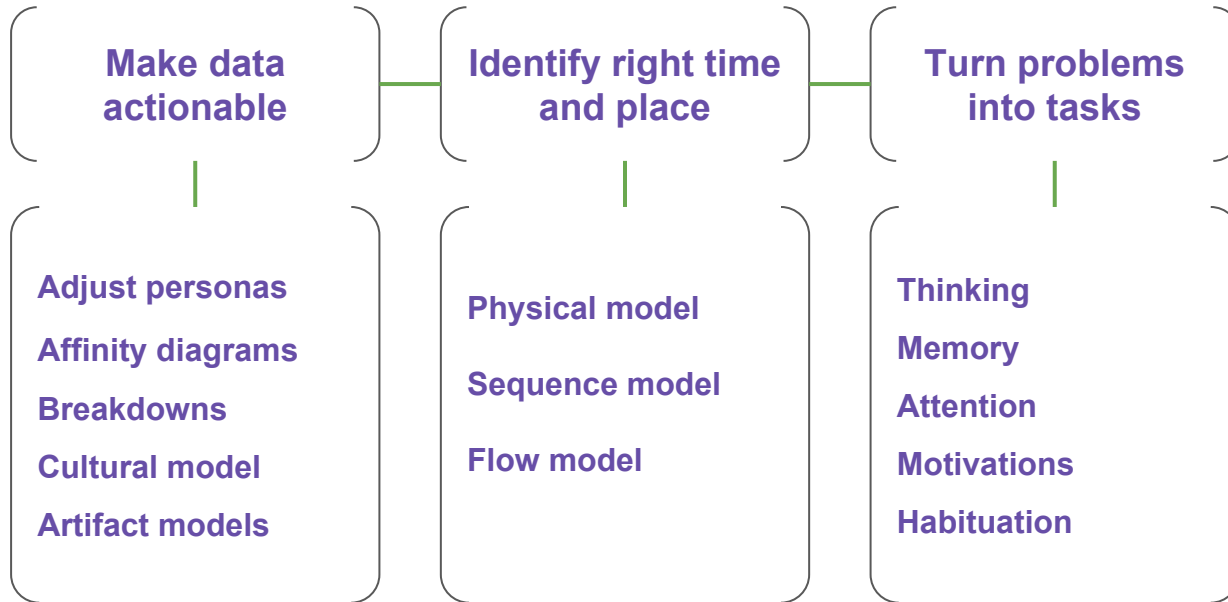 Make data
actionable
Identify right time
and place
Turn problems
into tasks
Adjust personas
Affinity diagrams
Breakdowns
Cultural model
Artifact models
Physical model
Sequence model
Flow model
Thinking
Memory
Attention
Motivations
Habituation